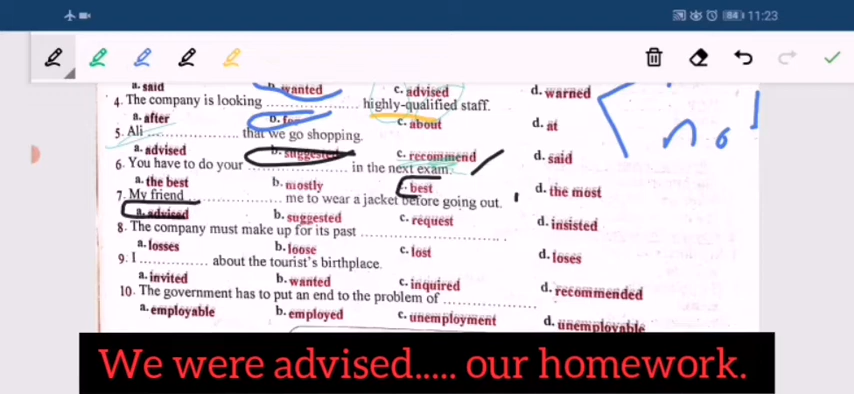 84 11:23
a. said b. wanted c. advised d. warned
4. The company is looking .................... highly-qualified staff.
a. after b. for c. about d. at
5. Ali .................... that we go shopping.
a. advised b. suggested c. recommend d. said
6. You have to do your .................... in the next exam.
a. the best b. mostly c. best d. the most
7. My friend .................... me to wear a jacket before going out.
a. advised b. suggested c. request d. insisted
8. The company must make up for its past ....................
a. losses b. loose c. lost d. loses
9. I .................... about the tourist's birthplace.
a. invited b. wanted c. inquired d. recommended
10. The government has to put an end to the problem of ....................
a. employable b. employed c. unemployment d. unemployable
We were advised..... our homework.